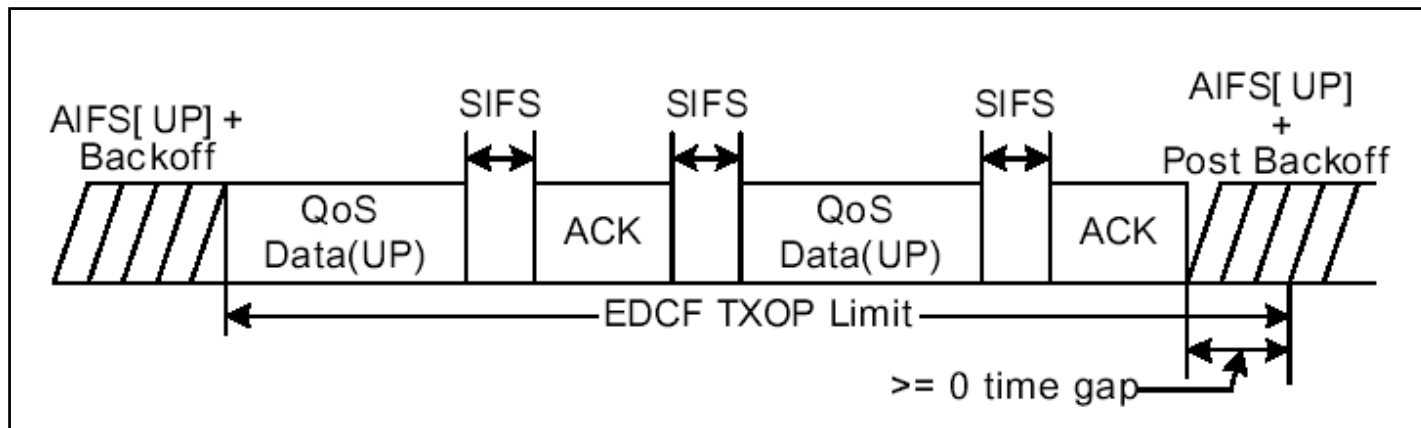 AIFS[ UP] +
Backoff
SIFS
SIFS
SIFS
AIFS[ UP]
+
Post Backoff
QoS
Data(UP)
ACK
QoS
Data(UP)
ACK
EDCF TXOP Limit
>= 0 time gap